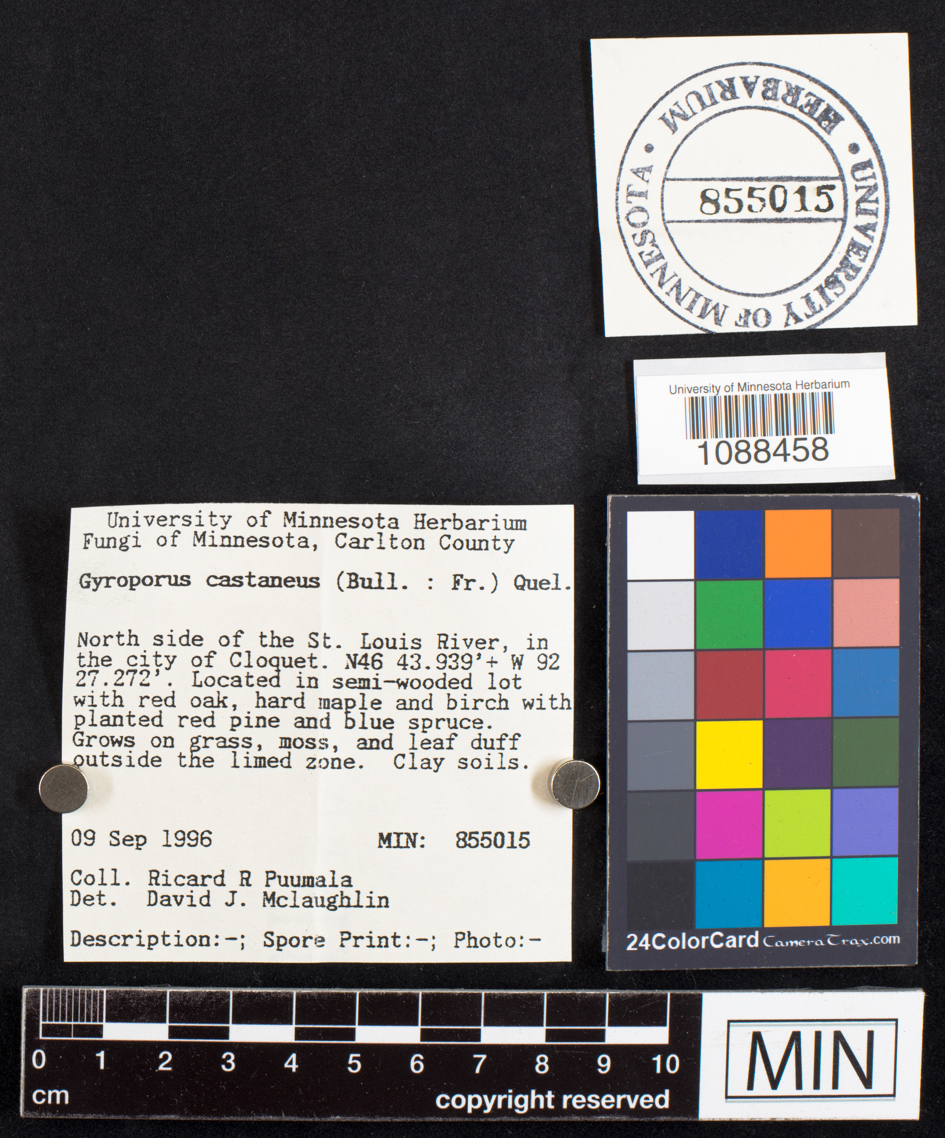 HERBARIUM • UNIVERSITY OF MINNESOTA •
855015
University of Minnesota Herbarium
1088458
University of Minnesota Herbarium
Fungi of Minnesota, Carlton County
Gyroporus castaneus (Bull. : Fr.) Quel.
North side of the St. Louis River, in
the city of Cloquet. N46 43.939'+ W 92
27.272'. Located in semi-wooded lot
with red oak, hard maple and birch with
planted red pine and blue spruce.
Grows on grass, moss, and leaf duff
outside the limed zone. Clay soils.
09 Sep 1996 MIN: 855015
Coll. Ricard R Puumala
Det. David J. Mclaughlin
Description:-; Spore Print:-; Photo:-
24ColorCard CameraTrax.com
0 1 2 3 4 5 6 7 8 9 10
cm copyright reserved
MIN